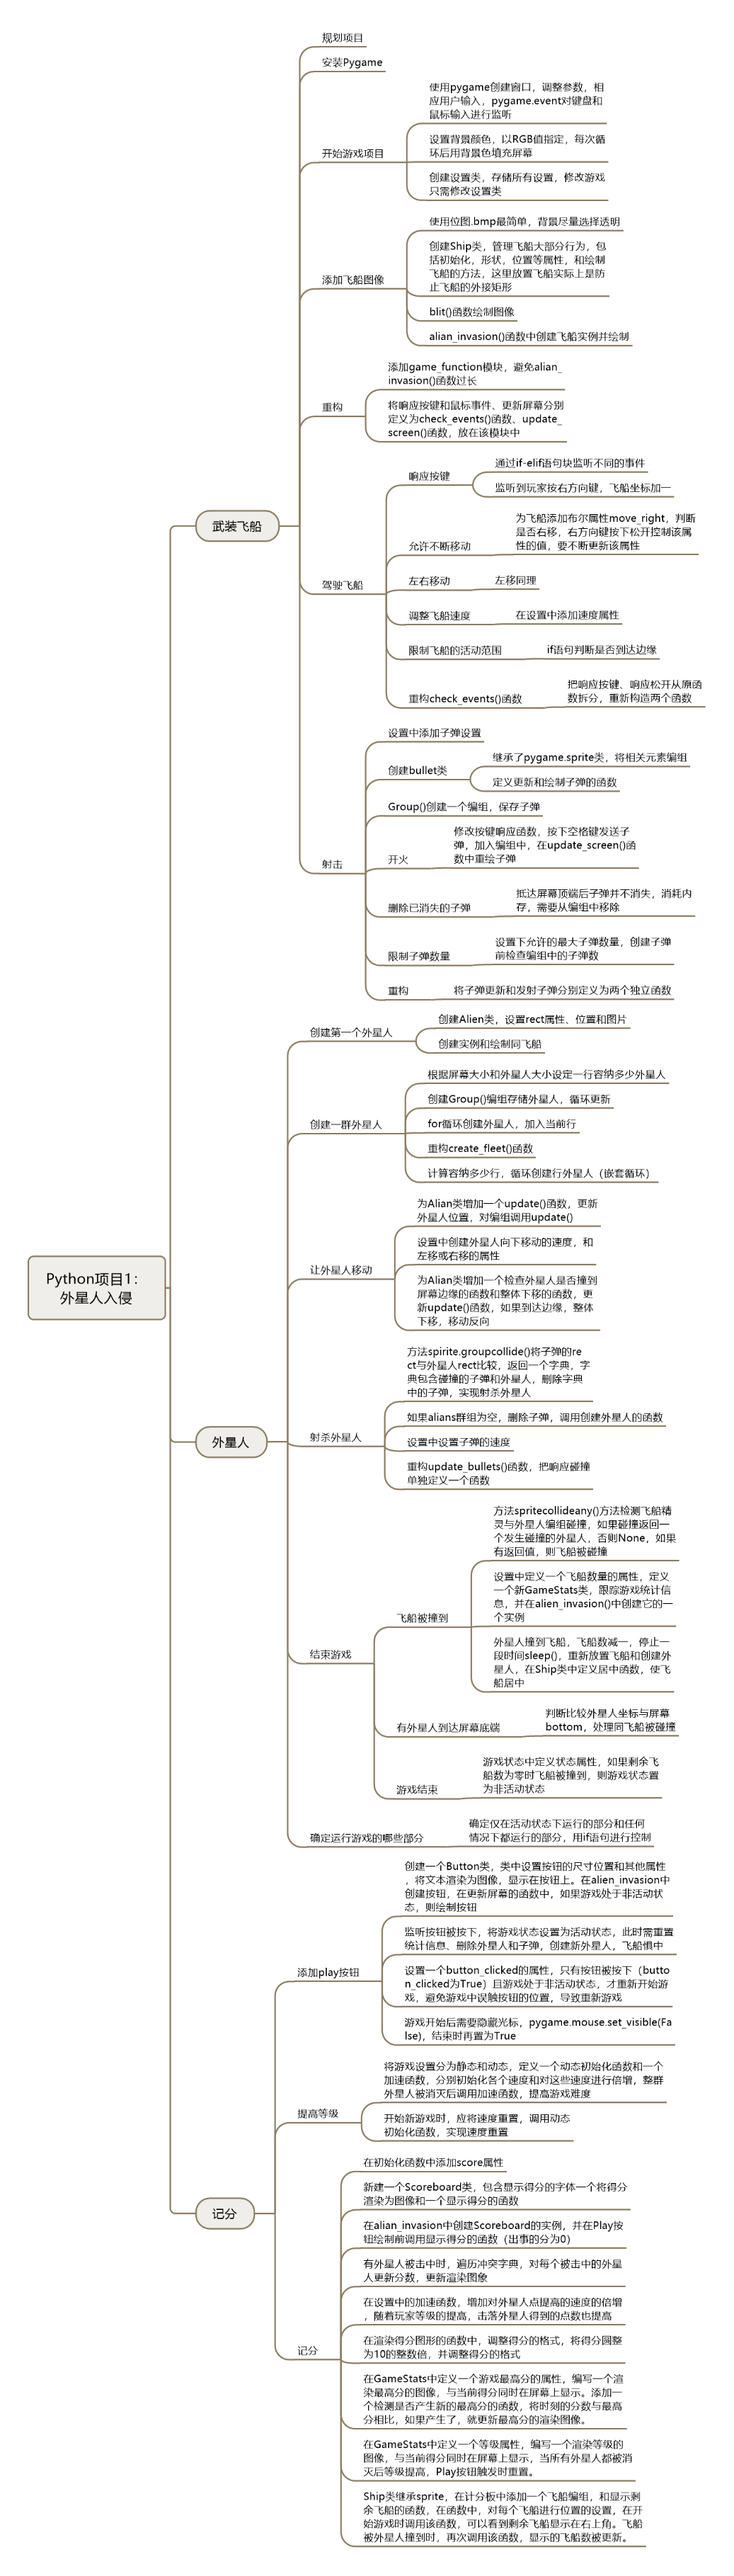 规划项目
安装Pygame
使用pygame创建窗口，调整参数，相
应用户输入，pygame.event对键盘和
鼠标输入进行监听
开始游戏项目
设置背景颜色，以RGB值指定，每次循
环后用背景色填充屏幕
创建设置类，存储所有设置，修改游戏
只需修改设置类
使用位图.bmp最简单，背景尽量选择透明
添加飞船图像
创建Ship类，管理飞船大部分行为，包
括初始化，形状，位置等属性，和绘制
飞船的方法，这里放置飞船实际上是防
止飞船的外接矩形
blit()函数绘制图像
alian_invasion()函数中创建飞船实例并绘制
重构
添加game_function模块，避免alian_
invasion()函数过长
将响应按键和鼠标事件、更新屏幕分别
定义为check_events()函数、update_
screen()函数，放在该模块中
武装飞船
驾驶飞船
响应按键
通过if-elif语句块监听不同的事件
监听到玩家按右方向键，飞船坐标加一
允许不断移动
为飞船添加布尔属性move_right，判断
是否右移，右方向键按下松开控制该属
性的值，要不断更新该属性
左右移动
左移同理
调整飞船速度
在设置中添加速度属性
限制飞船的活动范围
if语句判断是否到达边缘
重构check_events()函数
把响应按键、响应松开从原函
数拆分，重新构造两个函数
射击
设置中添加子弹设置
创建bullet类
继承了pygame.sprite类，将相关元素编组
定义更新和绘制子弹的函数
Group()创建一个编组，保存子弹
开火
修改按键响应函数，按下空格键发送子
弹，加入编组中，在update_screen()函
数中重绘子弹
删除已消失的子弹
抵达屏幕顶端后子弹并不消失，消耗内
存，需要从编组中移除
限制子弹数量
设置下允许的最大子弹数量，创建子弹
前检查编组中的子弹数
重构
将子弹更新和发射子弹分别定义为两个独立函数
Python项目1：
外星人入侵
外星人
创建第一个外星人
创建Alien类，设置rect属性、位置和图片
创建实例和绘制同飞船
创建一群外星人
根据屏幕大小和外星人大小设定一行容纳多少外星人
创建Group()编组存储外星人，循环更新
for循环创建外星人，加入当前行
重构create_fleet()函数
计算容纳多少行，循环创建行外星人（嵌套循环）
让外星人移动
为Alian类增加一个update()函数，更新
外星人位置，对编组调用update()
设置中创建外星人向下移动的速度，和
左移或右移的属性
为Alian类增加一个检查外星人是否撞到
屏幕边缘的函数和整体下移的函数，更
新update()函数，如果到达边缘，整体
下移，移动反向
射杀外星人
方法spirite.groupcollide()将子弹的re
ct与外星人rect比较，返回一个字典，字
典包含碰撞的子弹和外星人，删除字典
中的子弹，实现射杀外星人
如果alians群组为空，删除子弹，调用创建外星人的函数
设置中设置子弹的速度
重构update_bullets()函数，把响应碰撞
单独定义一个函数
结束游戏
飞船被撞到
方法spritecollideany()方法检测飞船精
灵与外星人编组碰撞，如果碰撞返回一
个发生碰撞的外星人，否则None，如果
有返回值，则飞船被碰撞
设置中定义一个飞船数量的属性，定义
一个新GameStats类，跟踪游戏统计信
息，并在alien_invasion()中创建它的一
个实例
外星人撞到飞船，飞船数减一，停止一
段时间sleep()，重新放置飞船和创建外
星人，在Ship类中定义居中函数，使飞
船居中
有外星人到达屏幕底端
判断比较外星人坐标与屏幕
bottom，处理同飞船被碰撞
游戏结束
游戏状态中定义状态属性，如果剩余飞
船数为零时飞船被撞到，则游戏状态置
为非活动状态
确定运行游戏的哪些部分
确定仅在活动状态下运行的部分和任何
情况下都运行的部分，用if语句进行控制
记分
添加play按钮
创建一个Button类，类中设置按钮的尺寸位置和其他属性
，将文本渲染为图像，显示在按钮上。在alien_invasion中
创建按钮，在更新屏幕的函数中，如果游戏处于非活动状
态，则绘制按钮
监听按钮被按下，将游戏状态设置为活动状态，此时需重置
统计信息、删除外星人和子弹，创建新外星人，飞船惧中
设置一个button_clicked的属性，只有按钮被按下（butto
n_clicked为True）且游戏处于非活动状态，才重新开始游
戏，避免游戏中误触按钮的位置，导致重新游戏
游戏开始后需要隐藏光标，pygame.mouse.set_visible(Fa
lse)，结束时再置为True
提高等级
将游戏设置分为静态和动态，定义一个动态初始化函数和一个
加速函数，分别初始化各个速度和对这些速度进行倍增，整群
外星人被消灭后调用加速函数，提高游戏难度
开始新游戏时，应将速度重置，调用动态
初始化函数，实现速度重置
记分
在初始化函数中添加score属性
新建一个Scoreboard类，包含显示得分的字体一个将得分
渲染为图像和一个显示得分的函数
在alian_invasion中创建Scoreboard的实例，并在Play按
钮绘制前调用显示得分的函数（出事的分为0）
有外星人被击中时，遍历冲突字典，对每个被击中的外星
人更新分数，更新渲染图象
在设置中的加速函数，增加对外星人点提高的速度的倍增
，随着玩家等级的提高，击落外星人得到的点数也提高
在渲染得分图形的函数中，调整得分的格式，将得分圆整
为10的整数倍，并调整得分的格式
在GameStats中定义一个游戏最高分的属性，编写一个渲
染最高分的图像，与当前得分同时在屏幕上显示。添加一
个检测是否产生新的最高分的函数，将时刻的分数与最高
分相比，如果产生了，就更新最高分的渲染图像。
在GameStats中定义一个等级属性，编写一个渲染等级的
图像，与当前得分同时在屏幕上显示，当所有外星人都被消
灭后等级提高，Play按钮触发时重置。
Ship类继承sprite，在计分板中添加一个飞船编组，和显示剩
余飞船的函数，在函数中，对每个飞船进行位置的设置，在开
始游戏时调用该函数，可以看到剩余飞船显示在右上角。飞船
被外星人撞到时，再次调用该函数，显示的飞船数被更新。